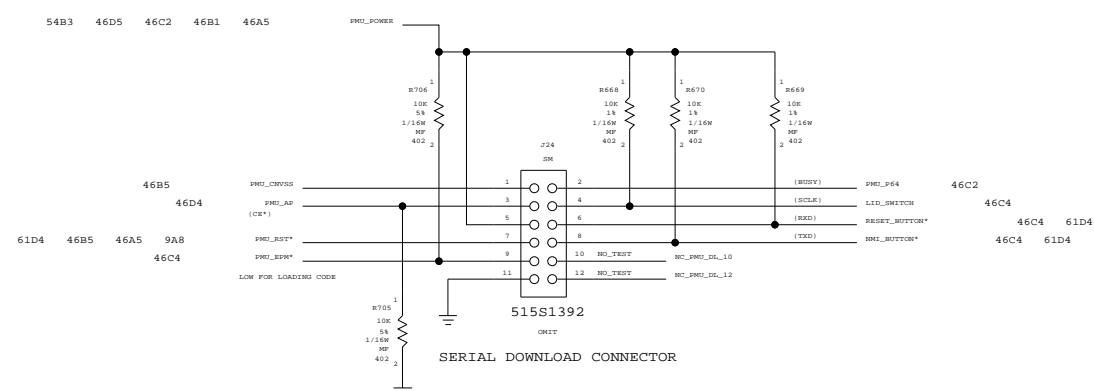 54B3 46D5 46C2 46B1 46A5 PMU_POWER
1
R706
10K
5%
1/16W
MF
402
2
1
R668
10K
1%
1/16W
MF
402
2
1
R670
10K
1%
1/16W
MF
402
2
1
R669
10K
1%
1/16W
MF
402
2
J24
SM
46B5 PMU_CNVSS 1 2 (BUSY) PMU_P64 46C2
46D4 PMU_AP 3 4 (SCLK) LID_SWITCH 46C4
(CE*)
5 6 (RXD) RESET_BUTTON* 46C4 61D4
61D4 46B5 46A5 9A8 PMU_RST* 7 8 (TXD) NMI_BUTTON* 46C4 61D4
46C4 PMU_EPM* 9 10 NO_TEST NC_PMU_DL_10
LOW FOR LOADING CODE 11 12 NO_TEST NC_PMU_DL_12
1
R705
10K
5%
1/16W
MF
402
2
515S1392
OMIT
SERIAL DOWNLOAD CONNECTOR